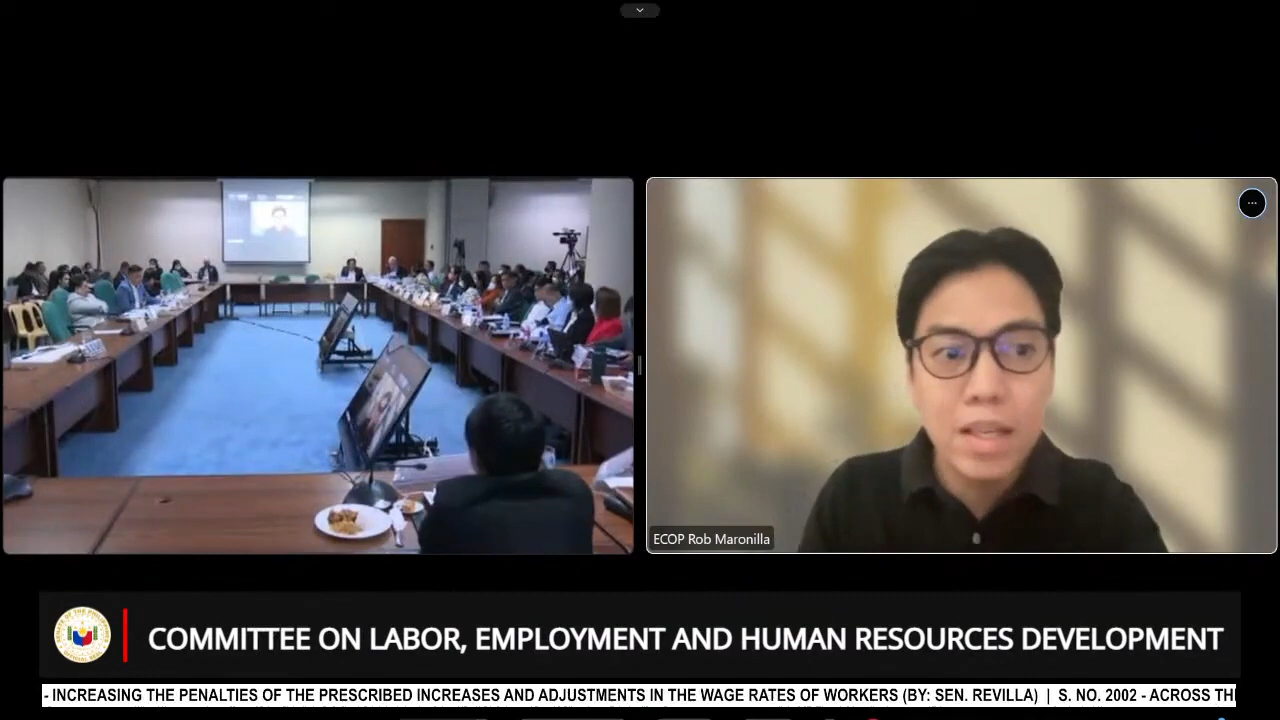 ECOP Rob Maronilla
COMMITTEE ON LABOR, EMPLOYMENT AND HUMAN RESOURCES DEVELOPMENT
- INCREASING THE PENALTIES OF THE PRESCRIBED INCREASES AND ADJUSTMENTS IN THE WAGE RATES OF WORKERS (BY: SEN. REVILLA) | S. NO. 2002 - ACROSS